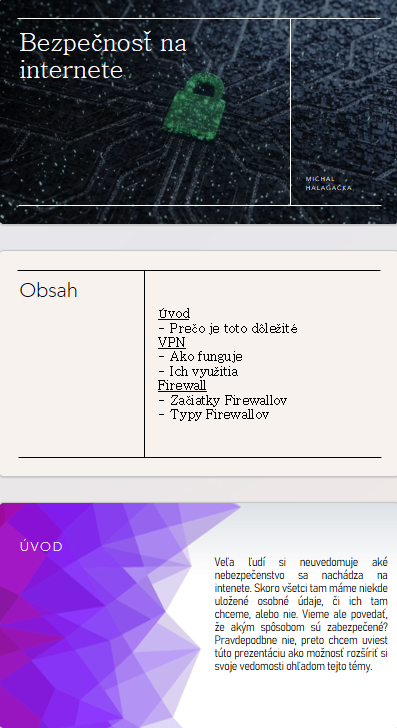 Bezpečnosť na
internete
MICHAL
HALAGAČKA
Obsah
Úvod
- Prečo je toto dôležité
VPN
- Ako funguje
- Ich využitia
Firewall
- Začiatky Firewallov
- Typy Firewallov
ÚVOD
Veľa ľudí si neuvedomuje aké
nebezpečenstvo sa nachádza na
intenete. Skoro všetci tam máme niekde
uložené osobné údaje, či ich tam
chceme, alebo nie. Vieme ale povedať,
že akým spôsobom sú zabezpečené?
Pravdepodbne nie, preto chcem uviest
túto prezentáciu ako možnosť rozšíriť si
svoje vedomosti ohľadom tejto témy.